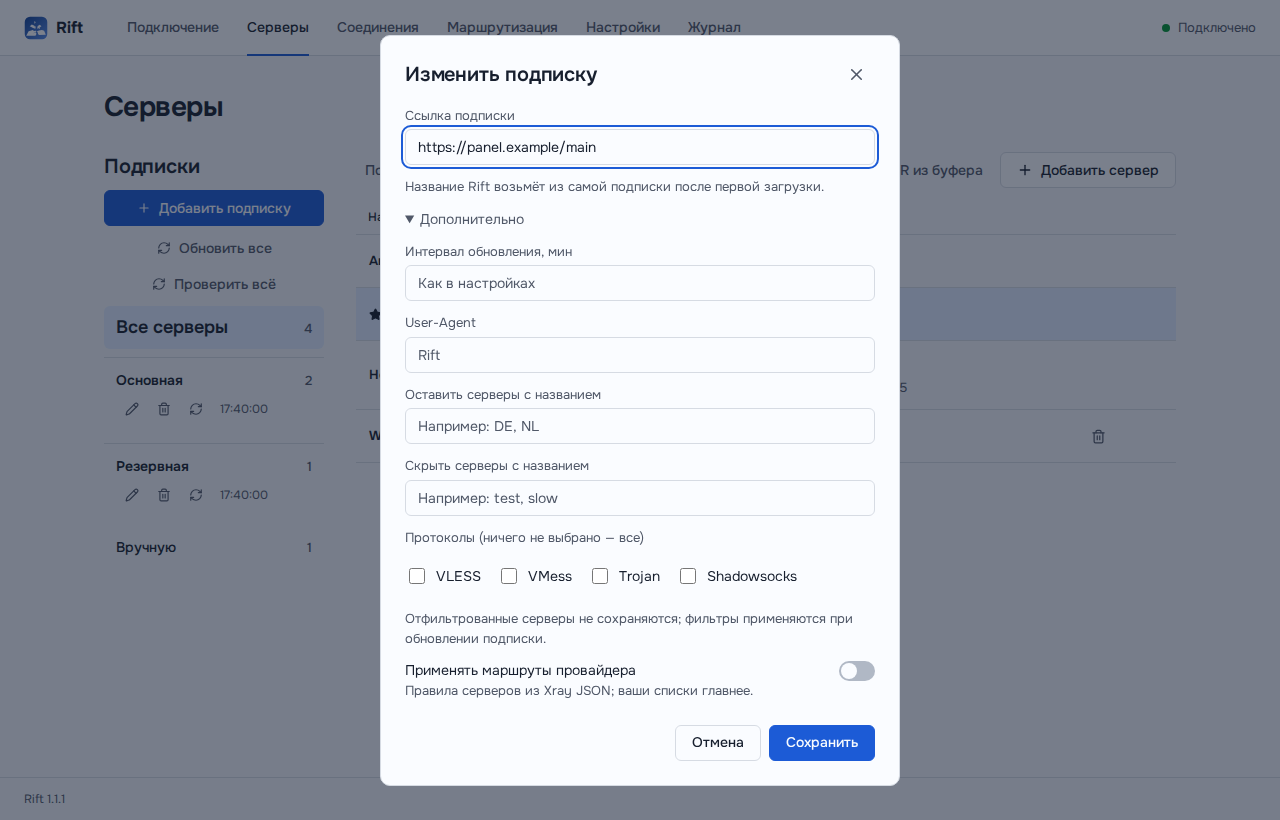 Rift
Подключение
Серверы
Соединения
Маршрутизация
Настройки
Журнал
Подключено
Серверы
Подписки
Добавить подписку
Обновить все
Проверить всё
Все серверы 4
Основная 2
17:40:00
Резервная 1
17:40:00
Вручную 1
R из буфера
Добавить сервер
Изменить подписку
Ссылка подписки
https://panel.example/main
Название Rift возьмёт из самой подписки после первой загрузки.
Дополнительно
Интервал обновления, мин
Как в настройках
User-Agent
Rift
Оставить серверы с названием
Например: DE, NL
Скрыть серверы с названием
Например: test, slow
Протоколы (ничего не выбрано — все)
VLESS
VMess
Trojan
Shadowsocks
Отфильтрованные серверы не сохраняются; фильтры применяются при
обновлении подписки.
Применять маршруты провайдера
Правила серверов из Xray JSON; ваши списки главнее.
Отмена
Сохранить
Rift 1.1.1